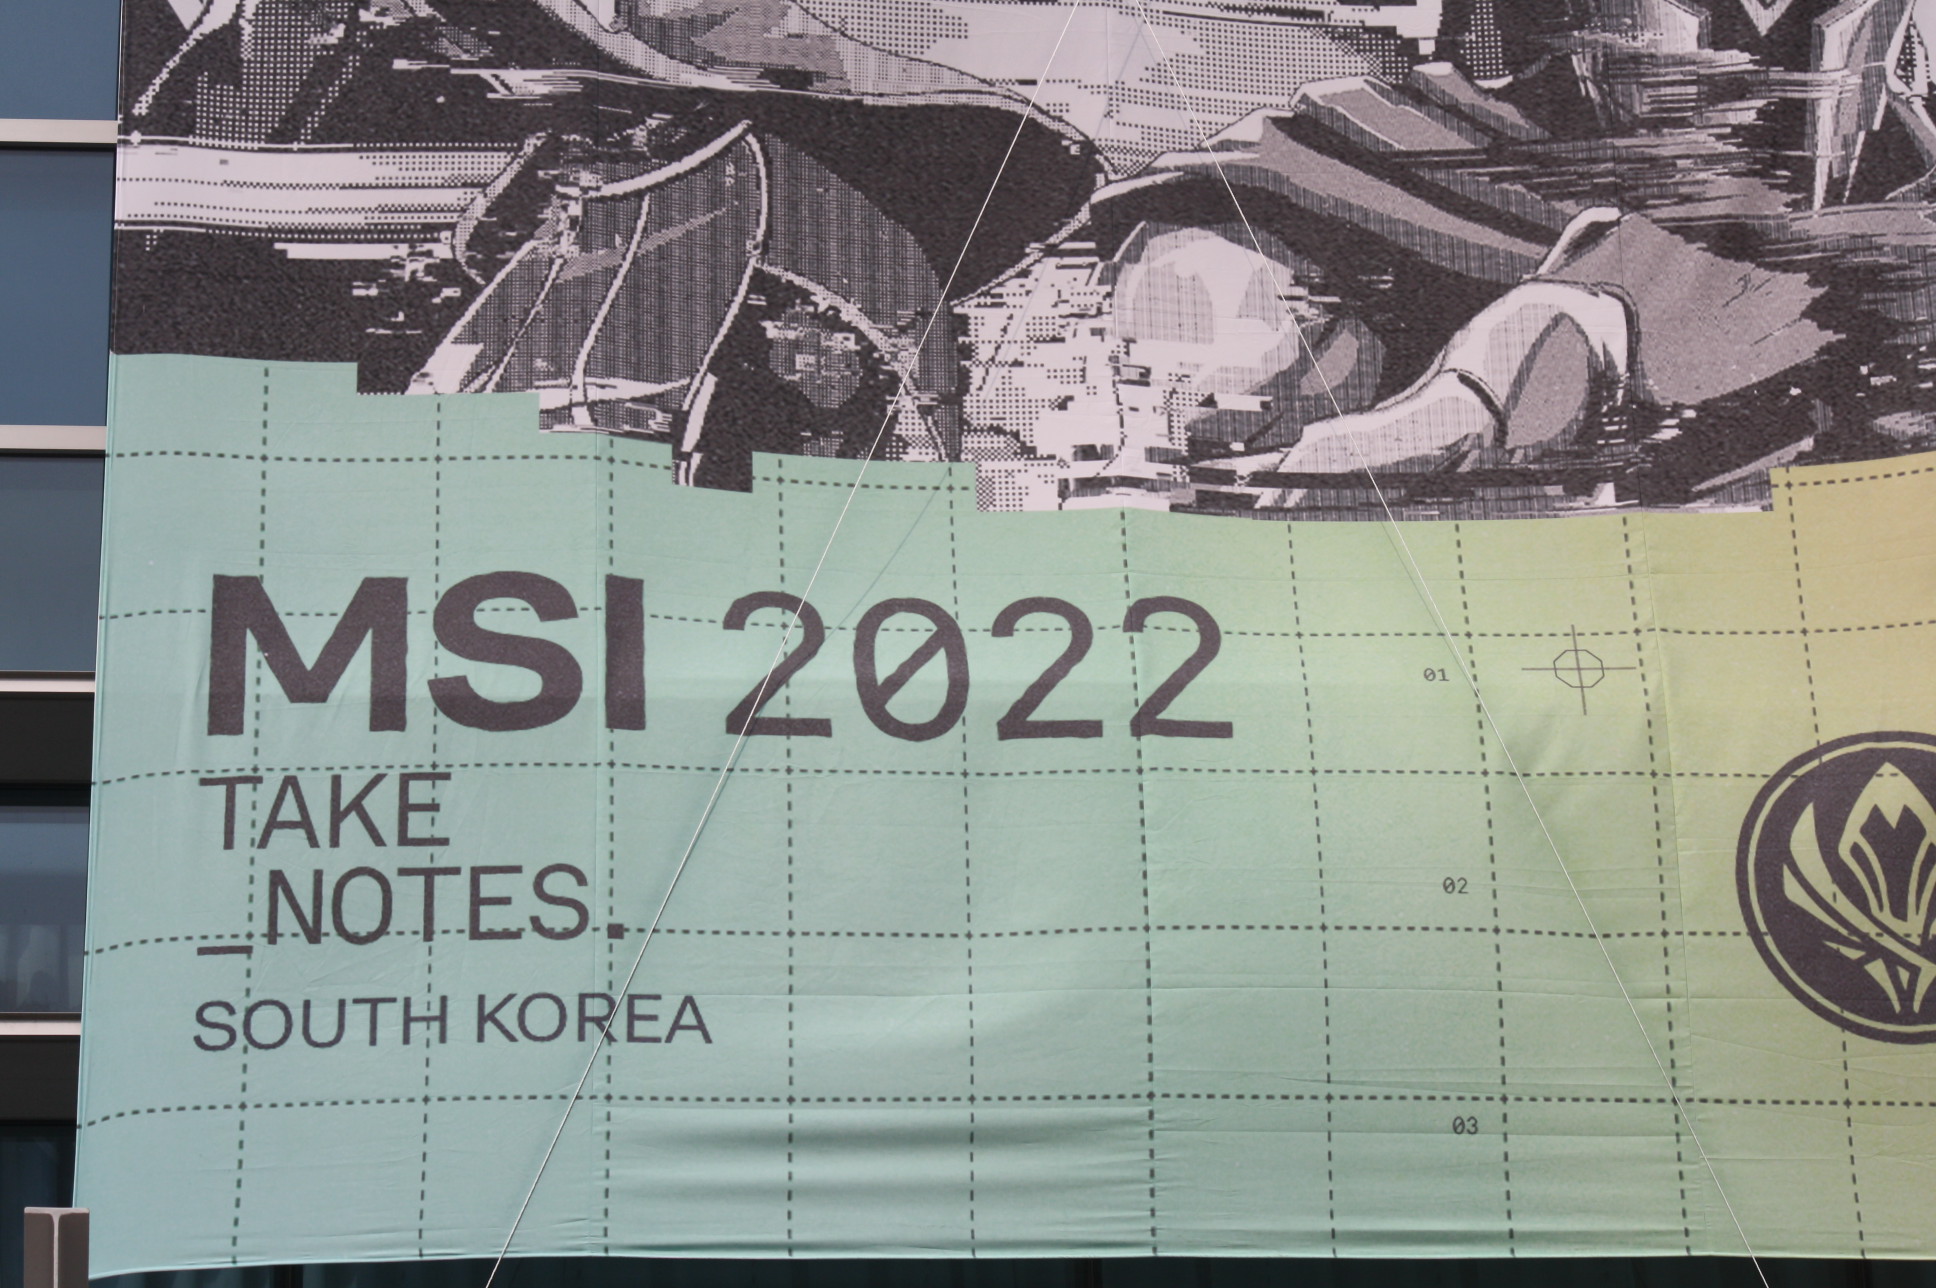 MSI 2022
TAKE
_NOTES.
SOUTH KOREA
01
02
03